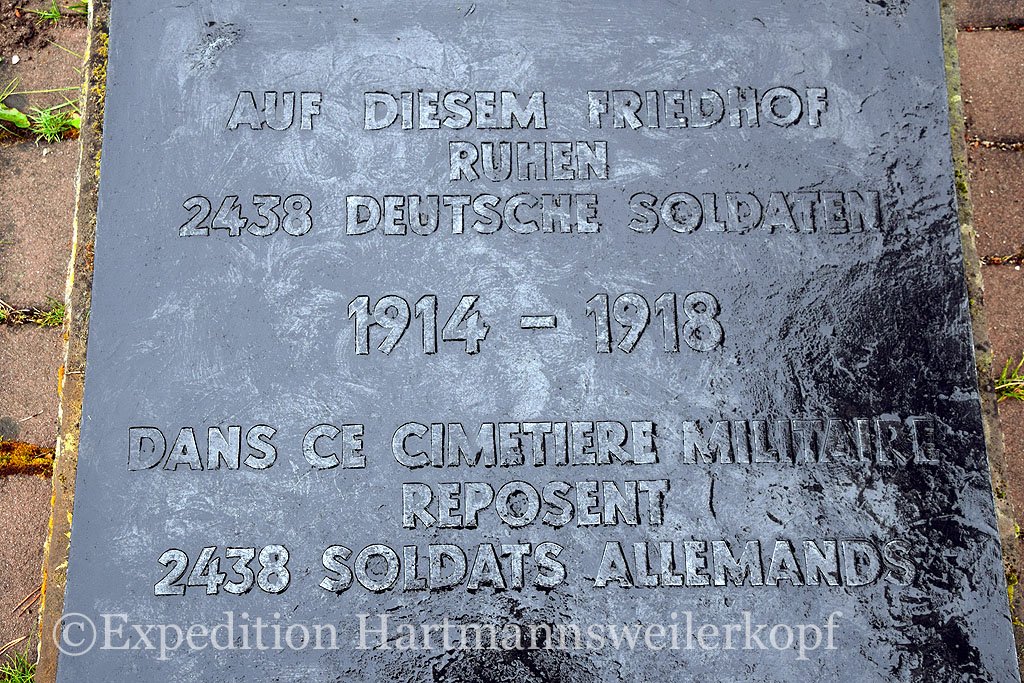 AUF DIESEM FRIEDHOF
RUHEN
2438 DEUTSCHE SOLDATEN
1914 – 1918
DANS CE CIMETIERE MILITAIRE
REPOSENT
2438 SOLDATS ALLEMANDS
©Expedition Hartmannsweilerkopf